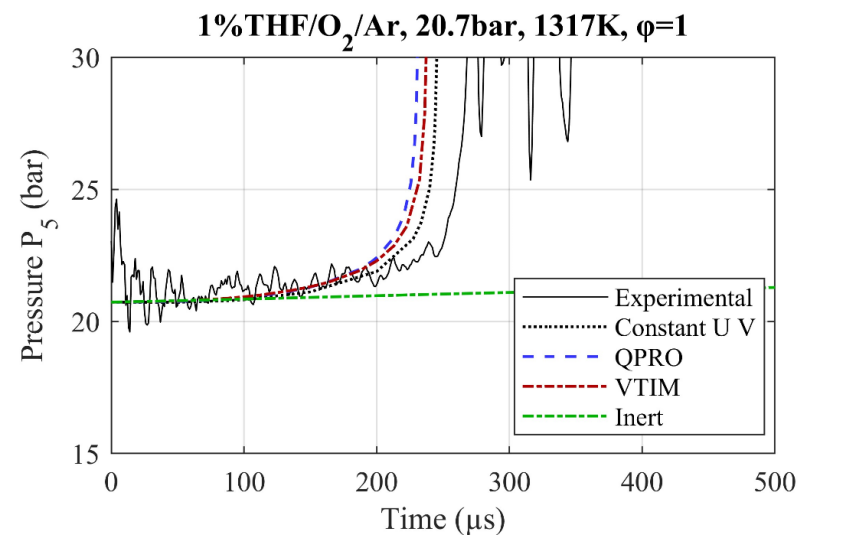 1%THF/O₂/Ar, 20.7bar, 1317K, φ=1
30
25
20
15
Pressure P₅ (bar)
Experimental
Constant U V
QPRO
VTIM
Inert
0 100 200 300 400 500
Time (μs)